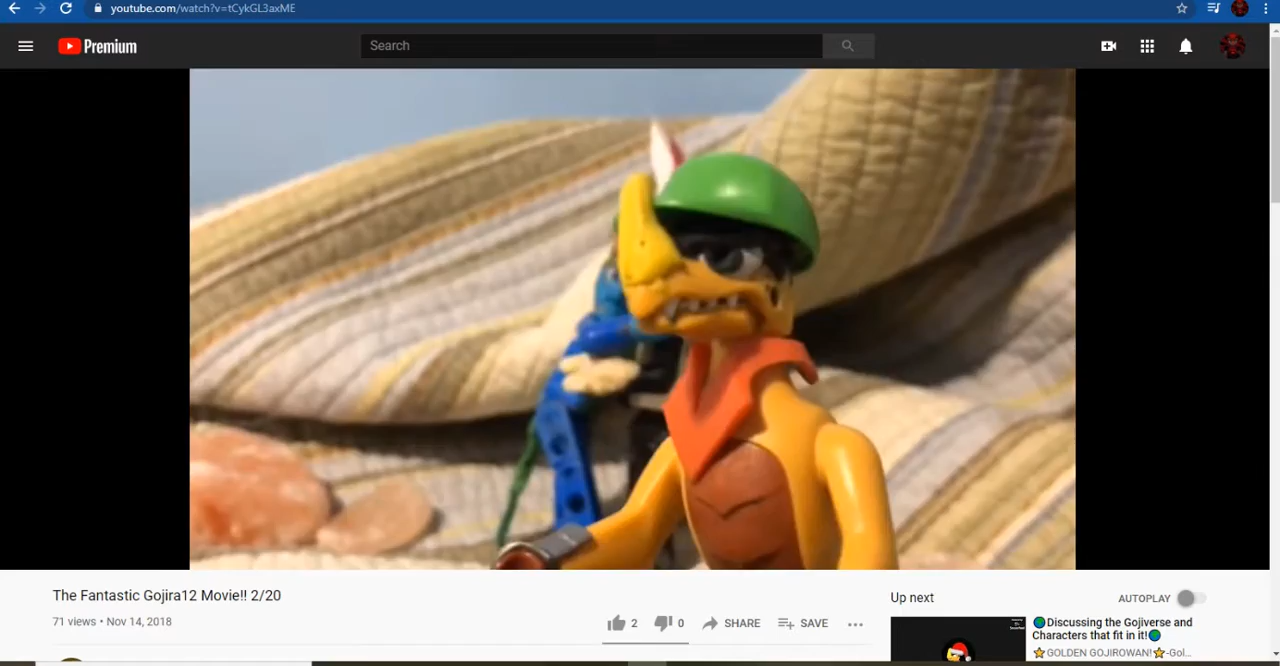 youtube.com/watch?v=tCykGL3axME
Premium
Search
The Fantastic Gojira12 Movie!! 2/20
71 views • Nov 14, 2018
2
0
SHARE
SAVE
Up next
AUTOPLAY
🌎Discussing the Gojiverse and
Characters that fit in it!🌎
⭐GOLDEN GOJIROWAN!⭐-Gol...